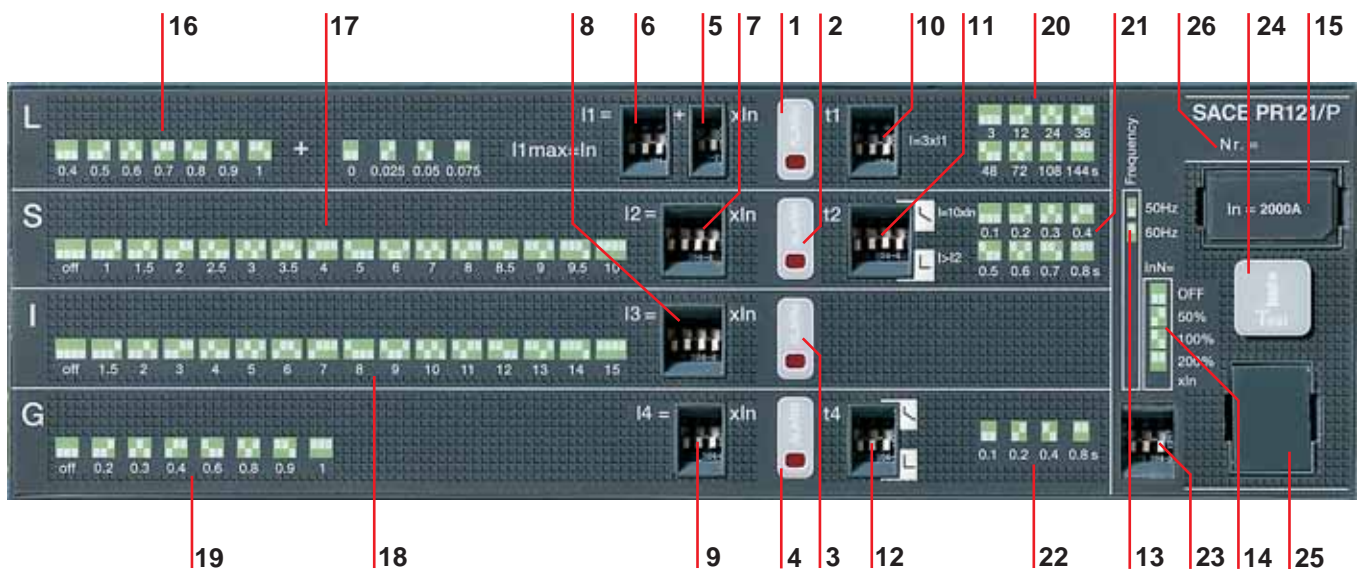 16 17 8 6 5 7 1 2 10 11 20 21 26 24 15
L I1 = + xIn t1 SACE PR121/P
I1max=In I=3xI1 3 12 24 36 Frequency Nr. =
0.4 0.5 0.6 0.7 0.8 0.9 1 + 0 0.025 0.05 0.075 48 72 108 144 s
S I2 = xIn t2 I=10xIn 0.1 0.2 0.3 0.4 50Hz In = 2000A
60Hz
I>I2
off 1 1.5 2 2.5 3 3.5 4 5 6 7 8 8.5 9 9.5 10 0.5 0.6 0.7 0.8 s
InN=
OFF
50%
100%
200%
xIn
Test
I I3 = xIn
off 1.5 2 3 4 5 6 7 8 9 10 11 12 13 14 15
G I4 = xIn t4
off 0.2 0.3 0.4 0.6 0.8 0.9 1 0.1 0.2 0.4 0.8 s
19 18 9 4 3 12 22 13 23 14 25